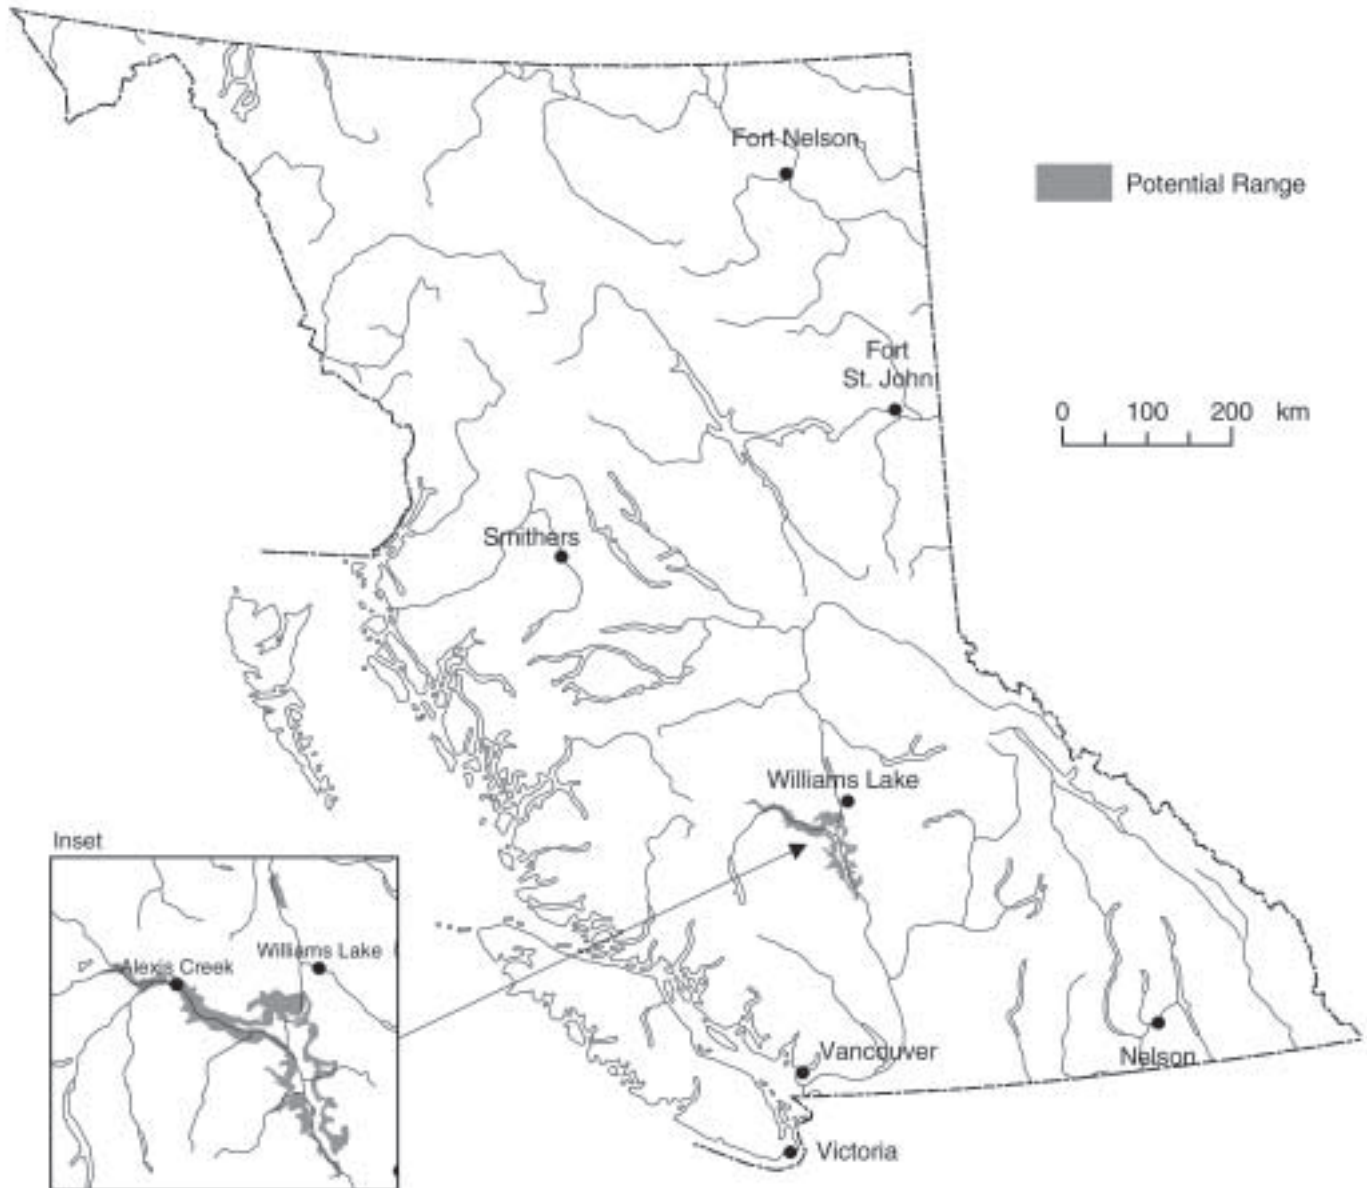 Fort Nelson
Potential Range
Fort
St. John
0 100 200 km
Smithers
Williams Lake
Inset
Williams Lake
Alexis Creek
Vancouver
Nelson
Victoria